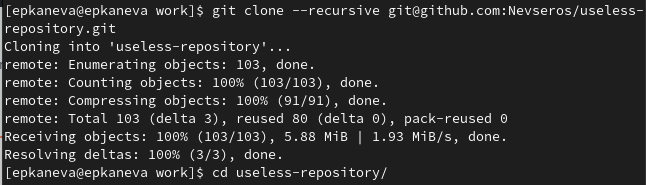 [epkaneva@epkaneva work]$ git clone --recursive git@github.com:Nevseros/useless-
repository.git
Cloning into 'useless-repository'...
remote: Enumerating objects: 103, done.
remote: Counting objects: 100% (103/103), done.
remote: Compressing objects: 100% (91/91), done.
remote: Total 103 (delta 3), reused 80 (delta 0), pack-reused 0
Receiving objects: 100% (103/103), 5.88 MiB | 1.93 MiB/s, done.
Resolving deltas: 100% (3/3), done.
[epkaneva@epkaneva work]$ cd useless-repository/